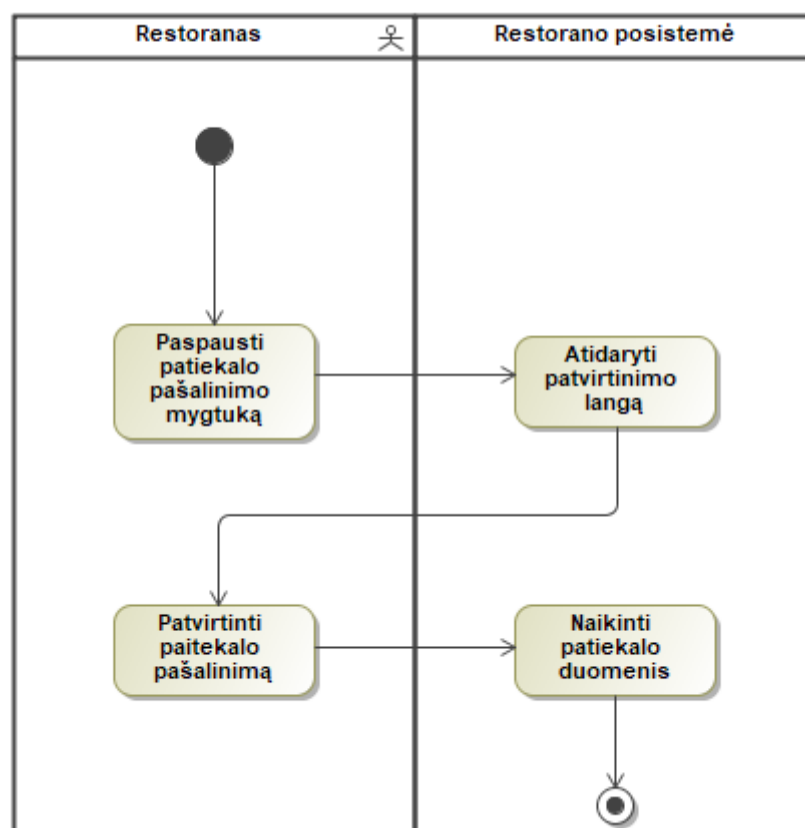 Restoranas
Restorano posistemė
Paspausti
patiekalo
pašalinimo
mygtuką
Atidaryti
patvirtinimo
langą
Patvirtinti
paitekalo
pašalinimą
Naikinti
patiekalo
duomenis